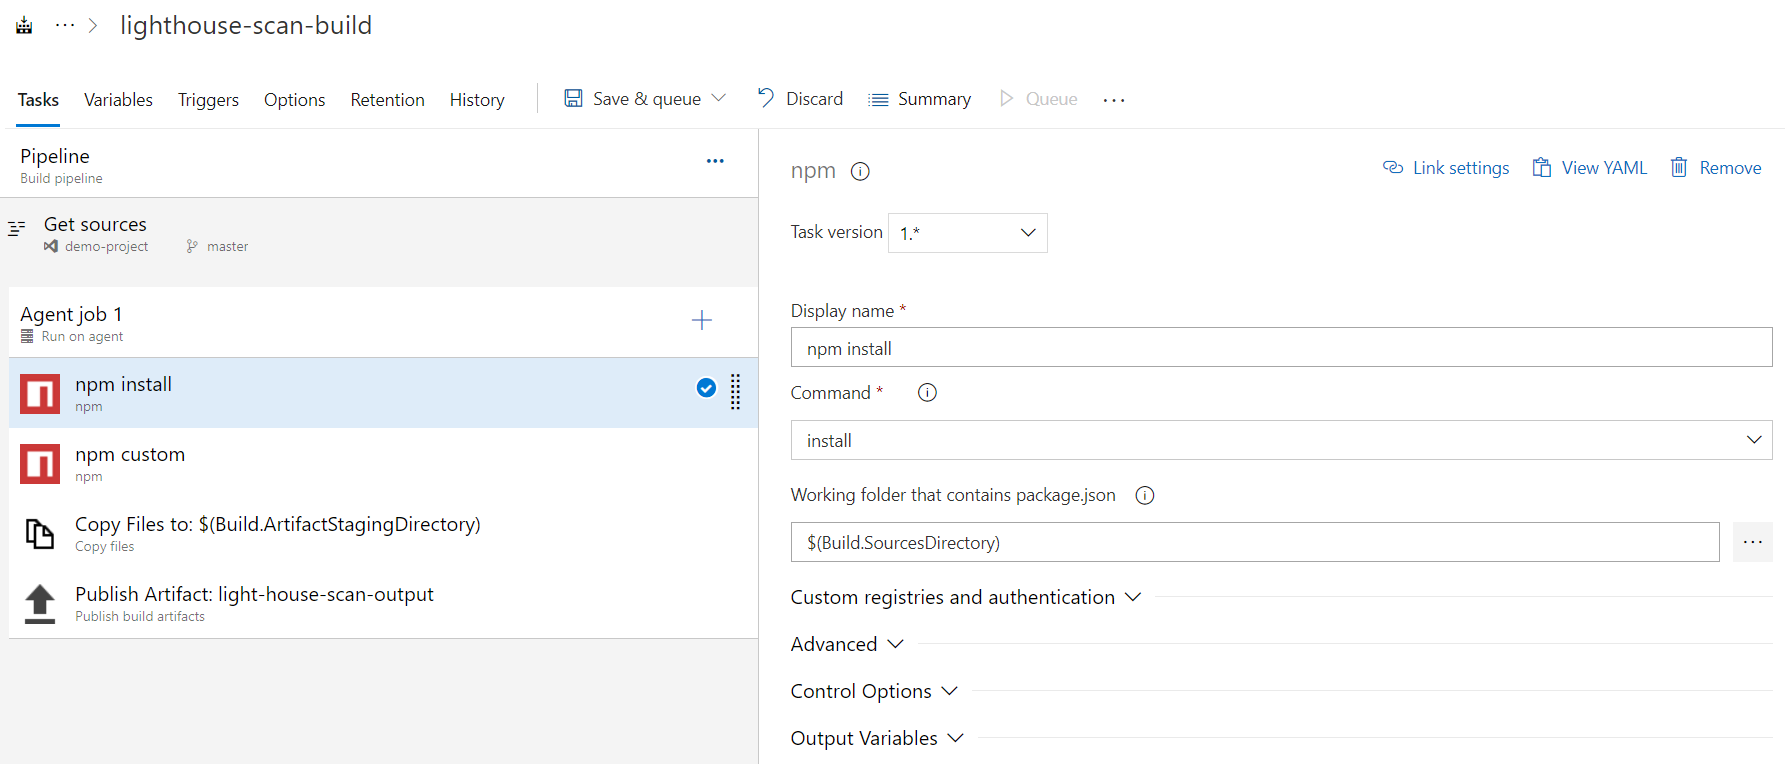 ··· > lighthouse-scan-build
Tasks Variables Triggers Options Retention History Save & queue Discard Summary Queue ···
Pipeline
Build pipeline
Get sources
demo-project master
Agent job 1
Run on agent
npm install
npm
npm custom
npm
Copy Files to: $(Build.ArtifactStagingDirectory)
Copy files
Publish Artifact: light-house-scan-output
Publish build artifacts
npm
Link settings View YAML Remove
Task version 1.*
Display name *
npm install
Command *
install
Working folder that contains package.json
$(Build.SourcesDirectory)
Custom registries and authentication
Advanced
Control Options
Output Variables